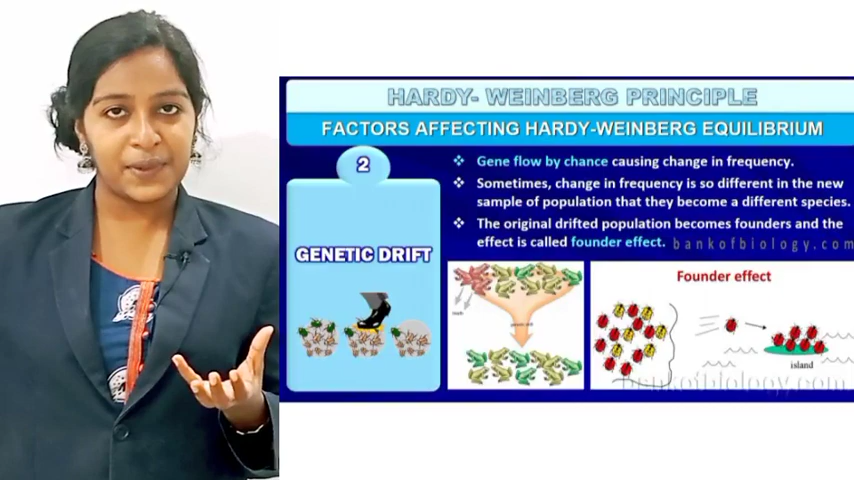 HARDY- WEINBERG PRINCIPLE
FACTORS AFFECTING HARDY-WEINBERG EQUILIBRIUM
2
GENETIC DRIFT
❖ Gene flow by chance causing change in frequency.
❖ Sometimes, change in frequency is so different in the new
sample of population that they become a different species.
❖ The original drifted population becomes founders and the
effect is called founder effect.
bankofbiology.com
Founder effect
island
bankofbiology.com